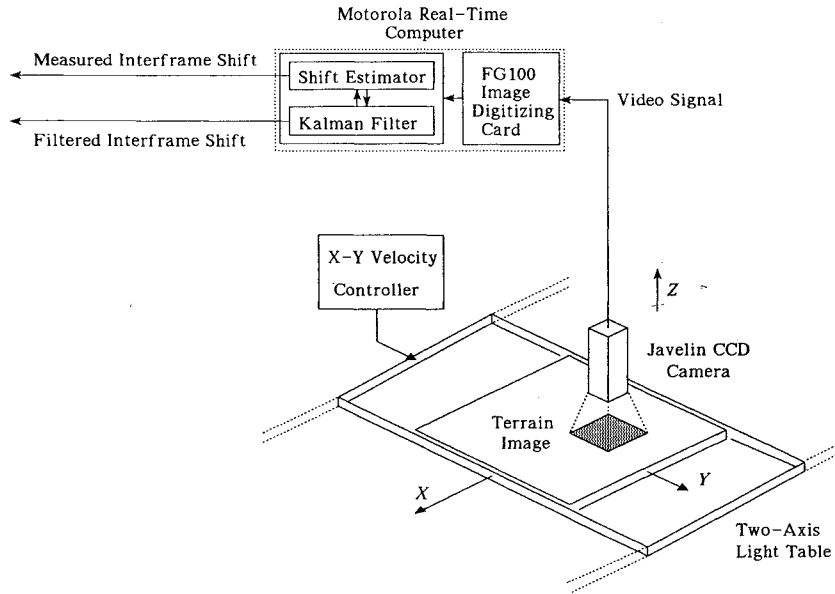 Motorola Real-Time
Computer
Measured Interframe Shift
Shift Estimator
Kalman Filter
FG100
Image
Digitizing
Card
Video Signal
Filtered Interframe Shift
X-Y Velocity
Controller
Z
Javelin CCD
Camera
Terrain
Image
X
Y
Two-Axis
Light Table